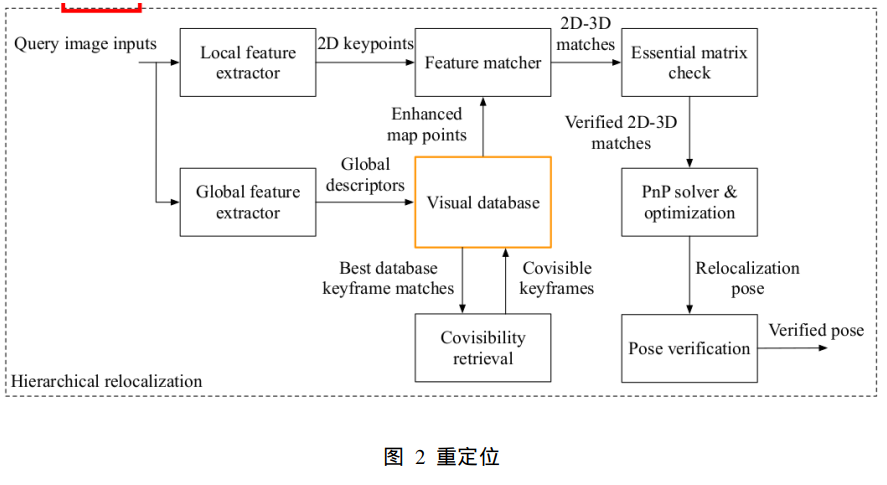 Query image inputs
Local feature
extractor
2D keypoints
Feature matcher
2D-3D
matches
Essential matrix
check
Enhanced
map points
Verified 2D-3D
matches
Global feature
extractor
Global
descriptors
Visual database
PnP solver &
optimization
Best database
keyframe matches
Covisible
keyframes
Relocalization
pose
Covisibility
retrieval
Pose verification
Verified pose
Hierarchical relocalization
图 2 重定位